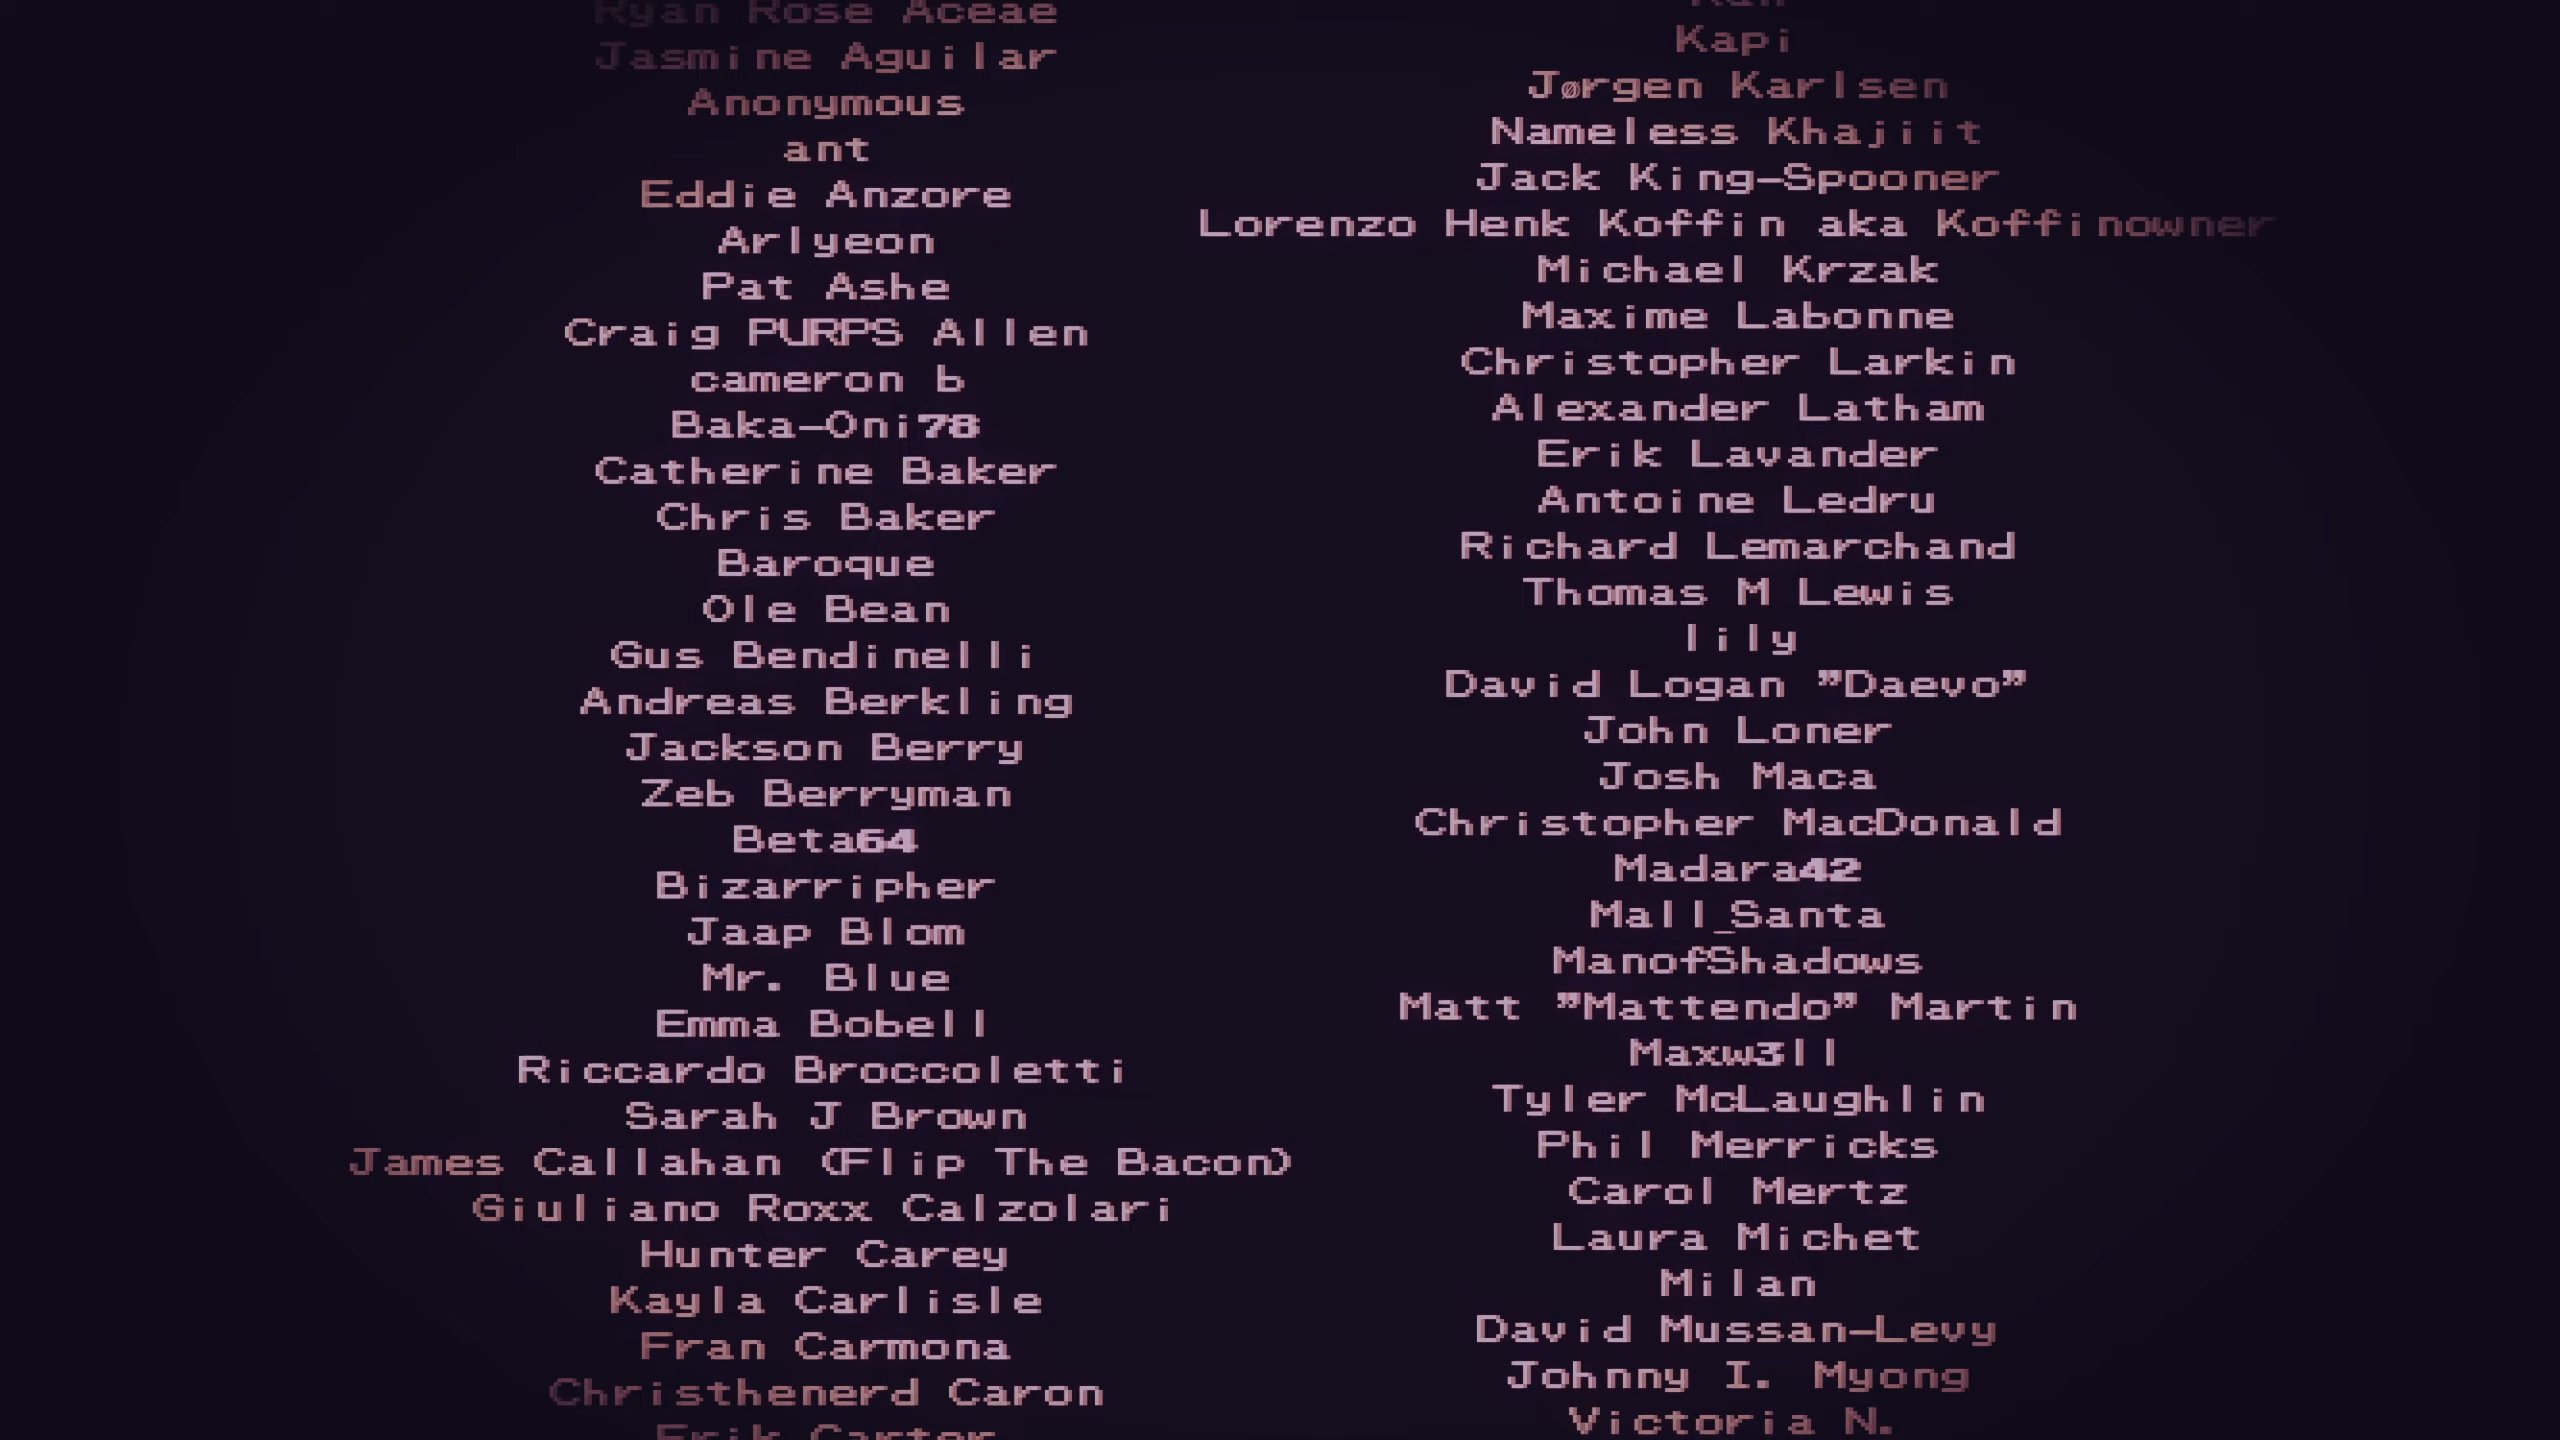 Ryan Rose Aceae
Jasmine Aguilar
Anonymous
ant
Eddie Anzore
Arlyeon
Pat Ashe
Craig PURPS Allen
cameron b
Baka-Oni78
Catherine Baker
Chris Baker
Baroque
Ole Bean
Gus Bendinelli
Andreas Berkling
Jackson Berry
Zeb Berryman
Beta64
Bizarripher
Jaap Blom
Mr. Blue
Emma Bobell
Riccardo Broccoletti
Sarah J Brown
James Callahan (Flip The Bacon)
Giuliano Roxx Calzolari
Hunter Carey
Kayla Carlisle
Fran Carmona
Christhenerd Caron
Erik Carter
Kapi
Jørgen Karlsen
Nameless Khajiit
Jack King-Spooner
Lorenzo Henk Koffin aka Koffinowner
Michael Krzak
Maxime Labonne
Christopher Larkin
Alexander Latham
Erik Lavander
Antoine Ledru
Richard Lemarchand
Thomas M Lewis
lily
David Logan "Daevo"
John Loner
Josh Maca
Christopher MacDonald
Madara42
Mall_Santa
ManofShadows
Matt "Mattendo" Martin
Maxw3ll
Tyler McLaughlin
Phil Merricks
Carol Mertz
Laura Michet
Milan
David Mussan-Levy
Johnny I. Myong
Victoria N.